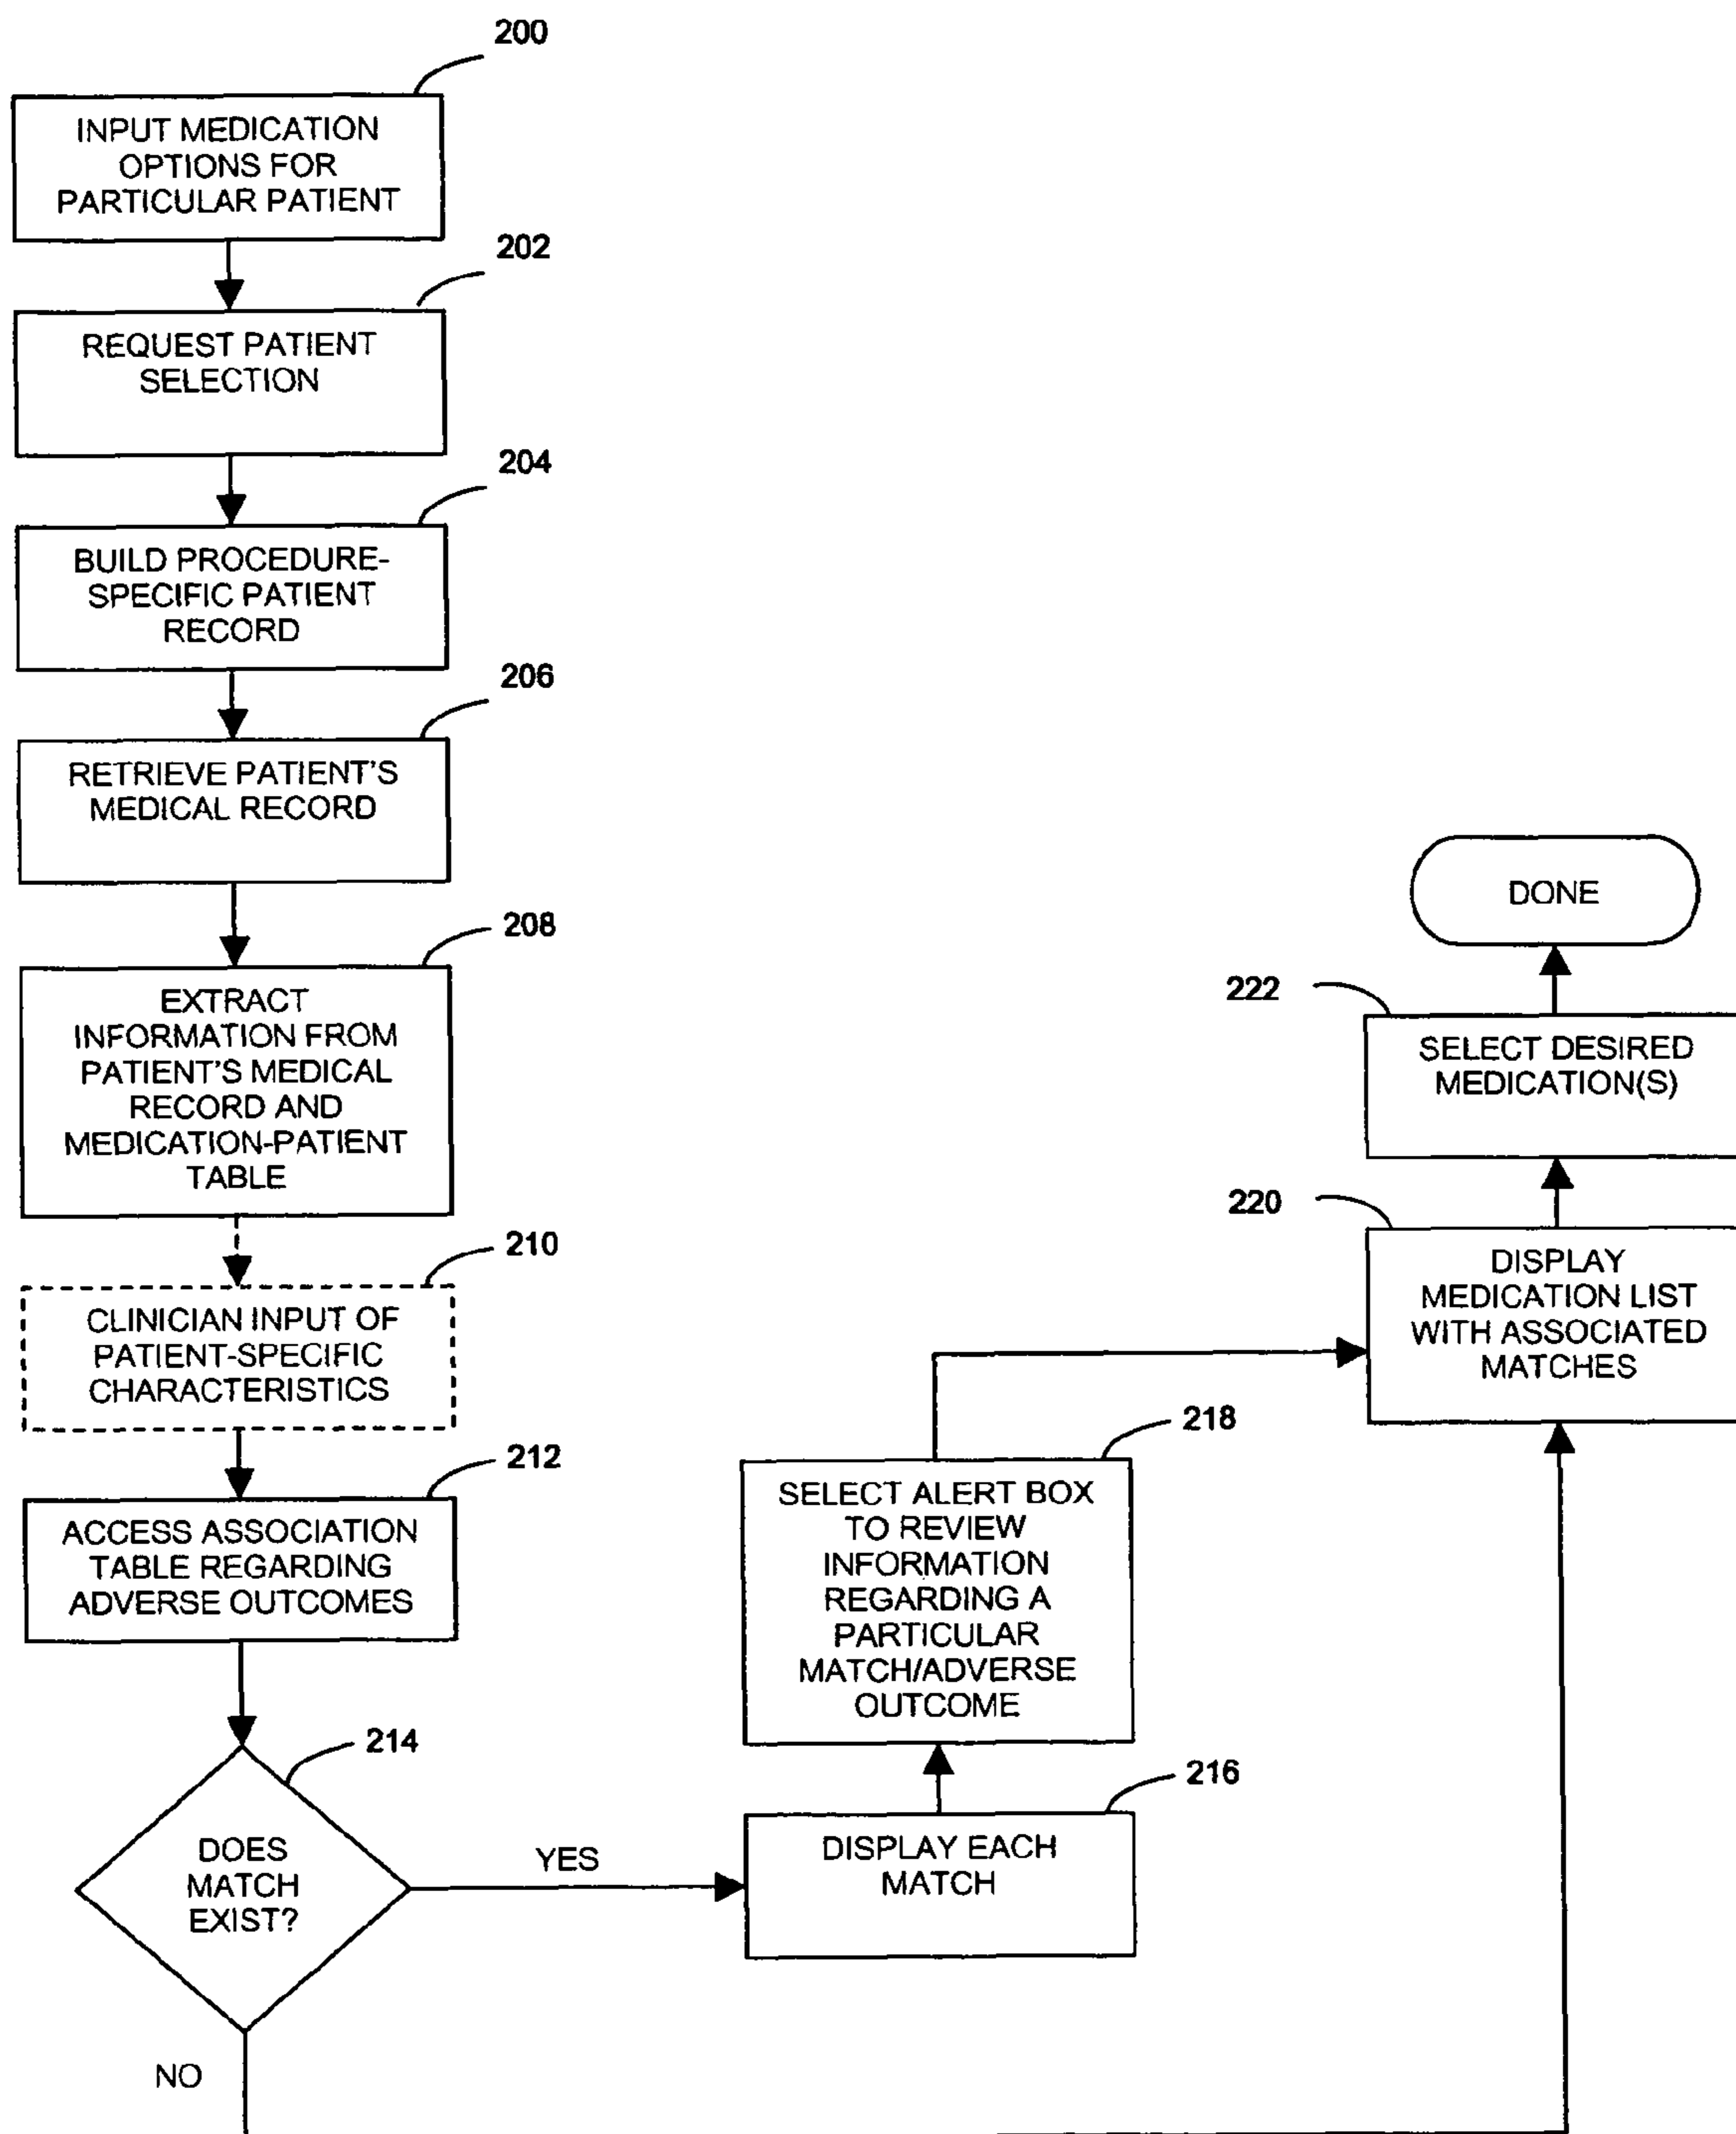 200
INPUT MEDICATION
OPTIONS FOR
PARTICULAR PATIENT
202
REQUEST PATIENT
SELECTION
204
BUILD PROCEDURE-
SPECIFIC PATIENT
RECORD
206
RETRIEVE PATIENT'S
MEDICAL RECORD
208
EXTRACT
INFORMATION FROM
PATIENT'S MEDICAL
RECORD AND
MEDICATION-PATIENT
TABLE
210
CLINICIAN INPUT OF
PATIENT-SPECIFIC
CHARACTERISTICS
212
ACCESS ASSOCIATION
TABLE REGARDING
ADVERSE OUTCOMES
214
DOES
MATCH
EXIST?
YES
NO
216
DISPLAY EACH
MATCH
218
SELECT ALERT BOX
TO REVIEW
INFORMATION
REGARDING A
PARTICULAR
MATCH/ADVERSE
OUTCOME
220
DISPLAY
MEDICATION LIST
WITH ASSOCIATED
MATCHES
222
SELECT DESIRED
MEDICATION(S)
DONE